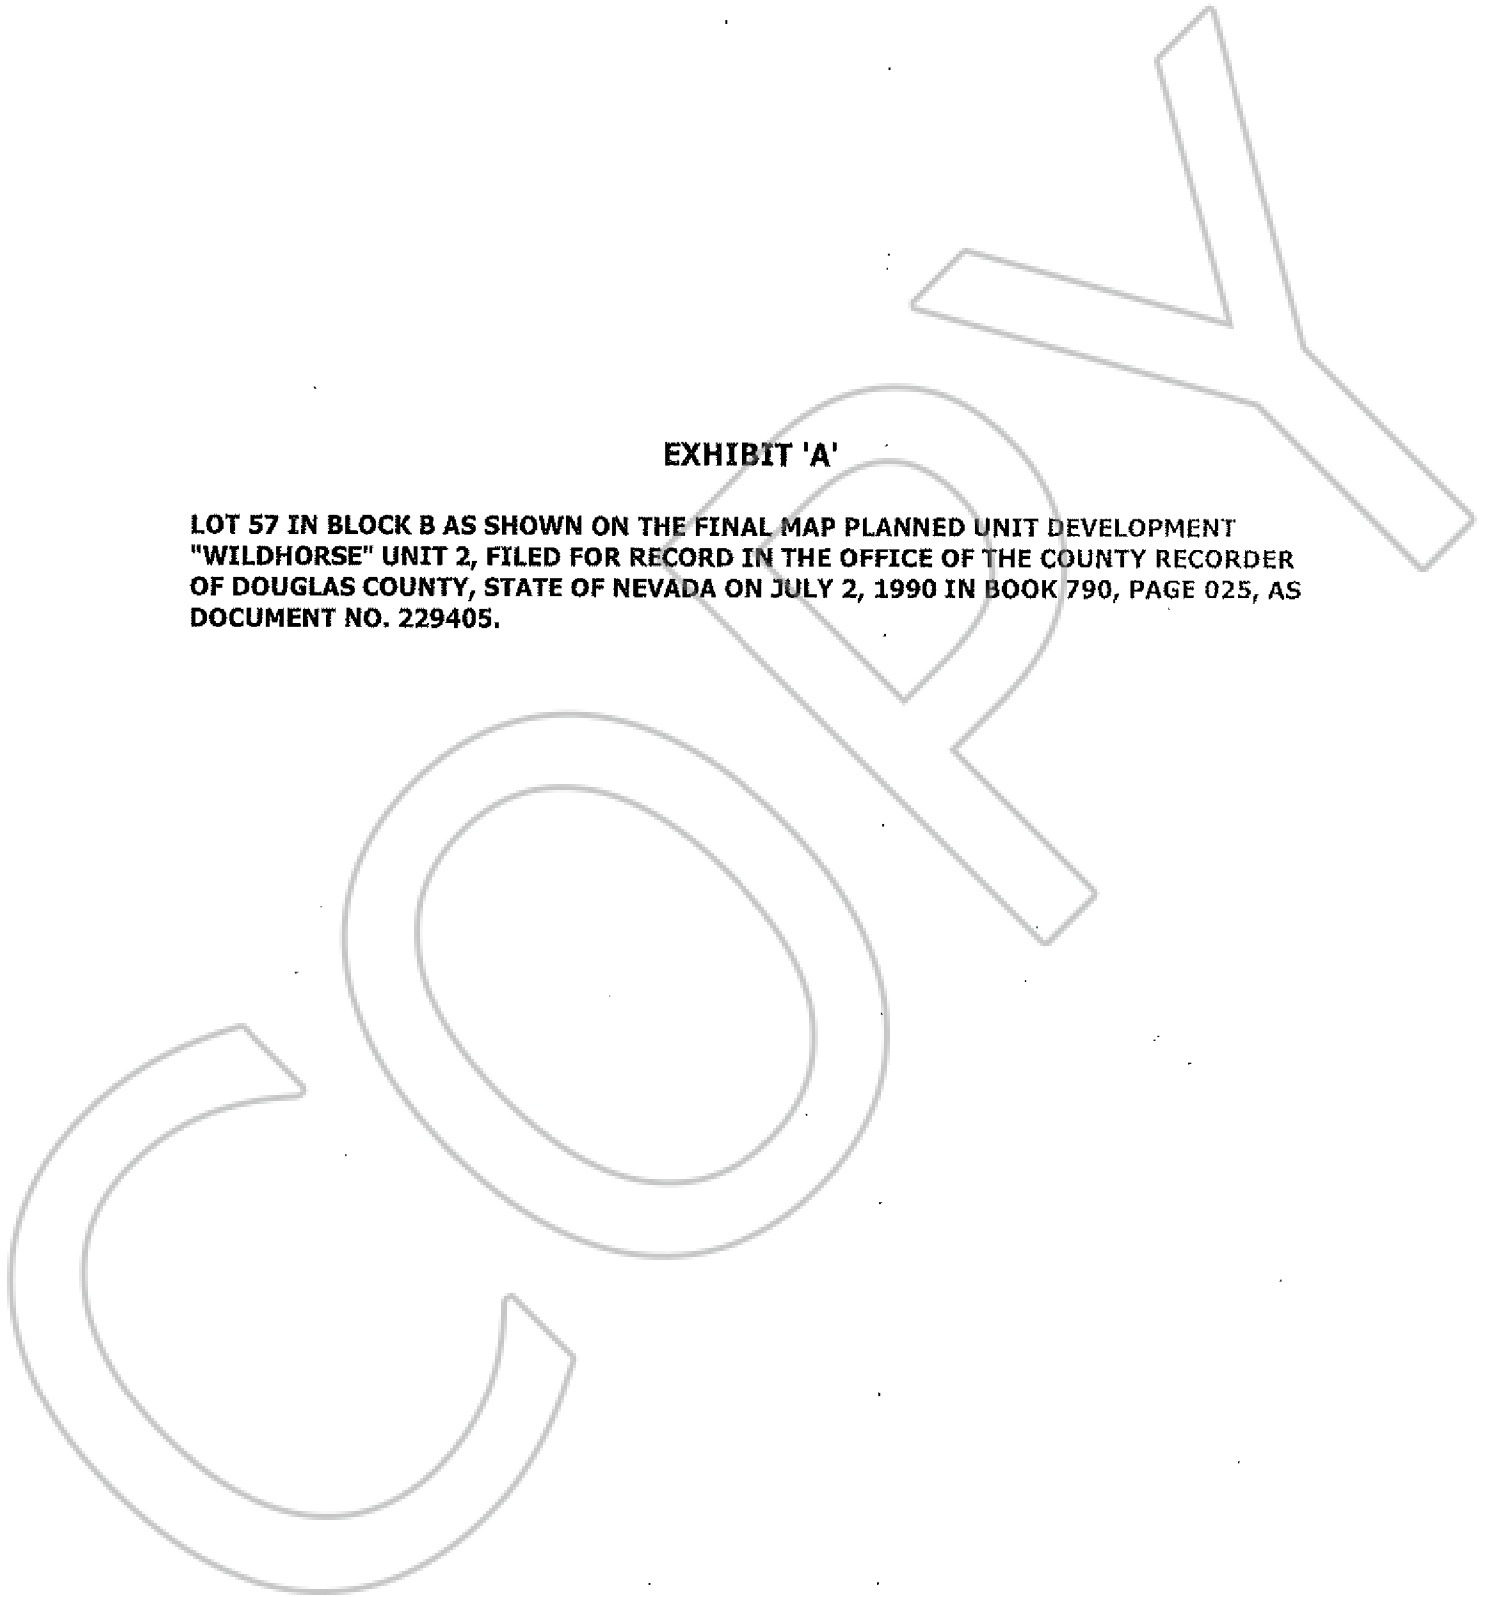 EXHIBIT 'A'
LOT 57 IN BLOCK B AS SHOWN ON THE FINAL MAP PLANNED UNIT DEVELOPMENT
"WILDHORSE" UNIT 2, FILED FOR RECORD IN THE OFFICE OF THE COUNTY RECORDER
OF DOUGLAS COUNTY, STATE OF NEVADA ON JULY 2, 1990 IN BOOK 790, PAGE 025, AS
DOCUMENT NO. 229405.
COPY